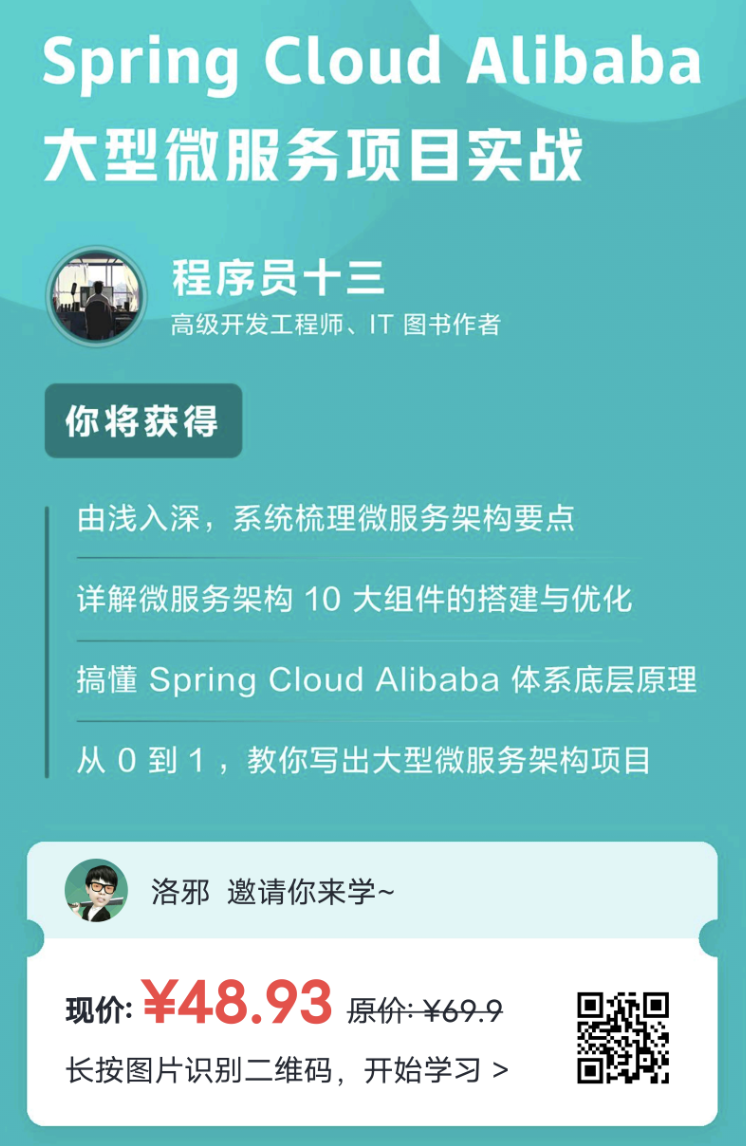 Spring Cloud Alibaba
大型微服务项目实战
程序员十三
高级开发工程师、IT 图书作者
你将获得
由浅入深，系统梳理微服务架构要点
详解微服务架构 10 大组件的搭建与优化
搞懂 Spring Cloud Alibaba 体系底层原理
从 0 到 1 ，教你写出大型微服务架构项目
洛邪 邀请你来学~
现价: ¥48.93 原价: ¥69.9
长按图片识别二维码，开始学习 >